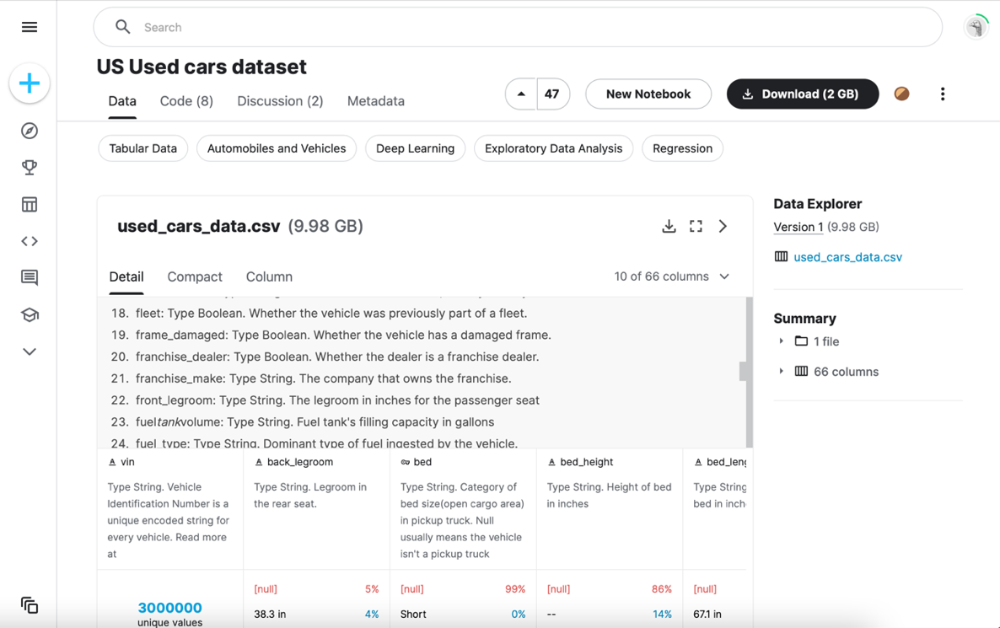 Search
US Used cars dataset
Data Code (8) Discussion (2) Metadata
47 New Notebook Download (2 GB)
Tabular Data Automobiles and Vehicles Deep Learning Exploratory Data Analysis Regression
used_cars_data.csv (9.98 GB)
Detail Compact Column 10 of 66 columns
18. fleet: Type Boolean. Whether the vehicle was previously part of a fleet.
19. frame_damaged: Type Boolean. Whether the vehicle has a damaged frame.
20. franchise_dealer: Type Boolean. Whether the dealer is a franchise dealer.
21. franchise_make: Type String. The company that owns the franchise.
22. front_legroom: Type String. The legroom in inches for the passenger seat
23. fueltankvolume: Type String. Fuel tank's filling capacity in gallons
24. fuel_type: Type String. Dominant type of fuel ingested by the vehicle.
vin
Type String. Vehicle
Identification Number is a
unique encoded string for
every vehicle. Read more
at
3000000
unique values
back_legroom
Type String. Legroom in
the rear seat.
[null] 5%
38.3 in 4%
bed
Type String. Category of
bed size(open cargo area)
in pickup truck. Null
usually means the vehicle
isn't a pickup truck
[null] 99%
Short 0%
bed_height
Type String. Height of bed
in inches
[null] 86%
-- 14%
bed_leng
Type String
bed in inch
[null]
67.1 in
Data Explorer
Version 1 (9.98 GB)
used_cars_data.csv
Summary
1 file
66 columns